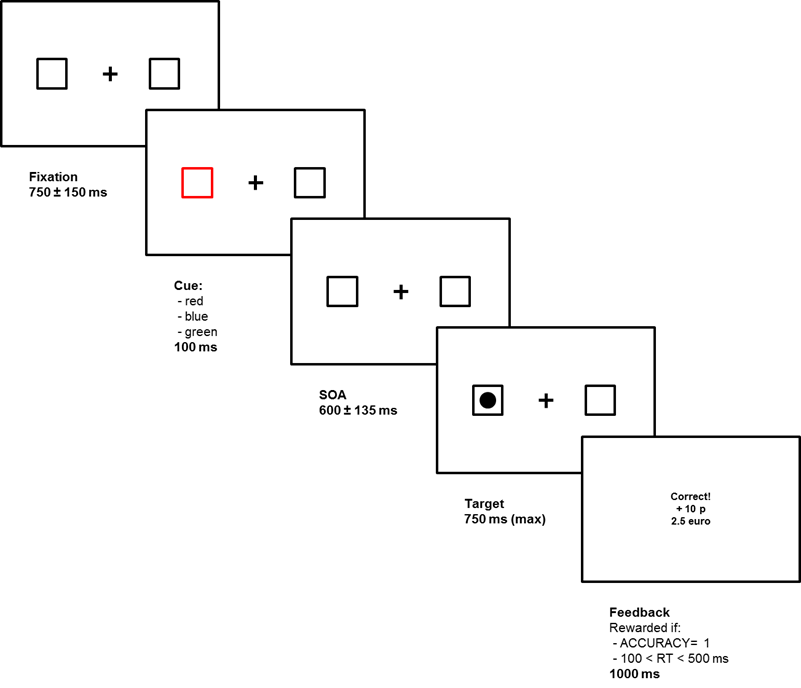 Fixation
750 ± 150 ms
Cue:
- red
- blue
- green
100 ms
SOA
600 ± 135 ms
Target
750 ms (max)
Correct!
+ 10 p
2.5 euro
Feedback
Rewarded if:
- ACCURACY= 1
- 100 < RT < 500 ms
1000 ms